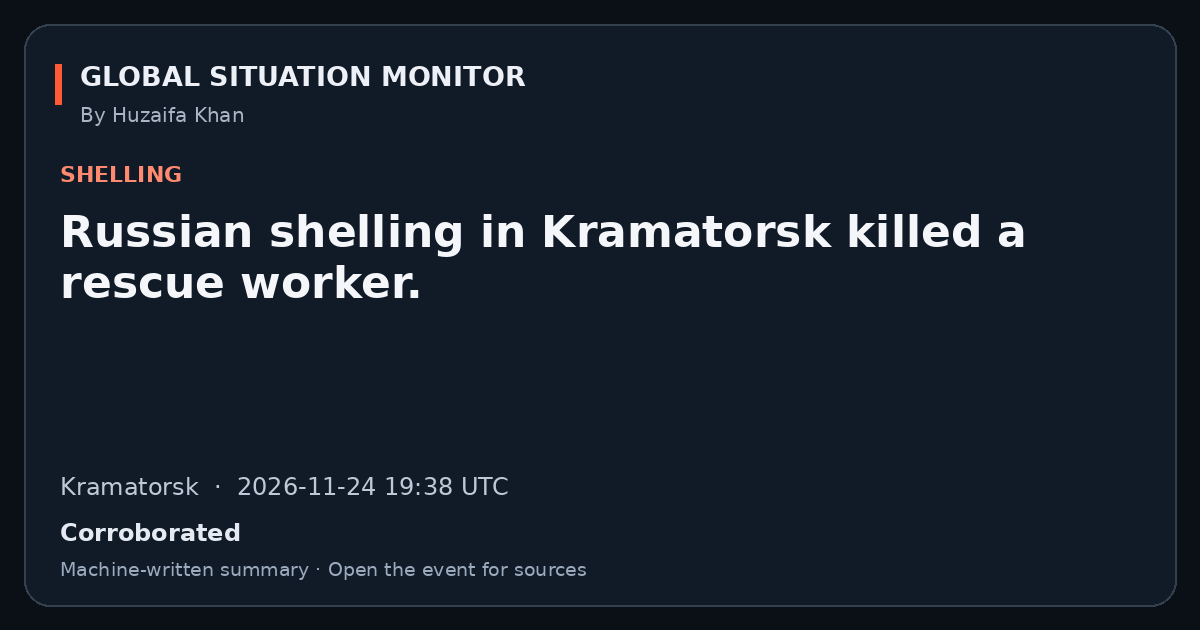 GLOBAL SITUATION MONITOR
By Huzaifa Khan
SHELLING
Russian shelling in Kramatorsk killed a
rescue worker.
Kramatorsk · 2026-11-24 19:38 UTC
Corroborated
Machine-written summary · Open the event for sources